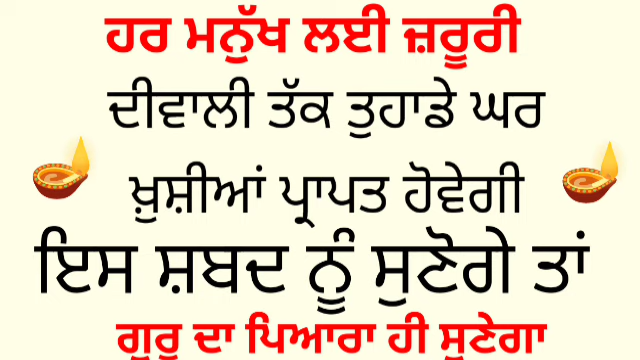 ਹਰ ਮਨੁੱਖ ਲਈ ਜ਼ਰੂਰੀ
ਦੀਵਾਲੀ ਤੱਕ ਤੁਹਾਡੇ ਘਰ
ਖ਼ੁਸ਼ੀਆਂ ਪ੍ਰਾਪਤ ਹੋਵੇਗੀ
ਇਸ ਸ਼ਬਦ ਨੂੰ ਸੁਣੋਗੇ ਤਾਂ
ਗੁਰੂ ਦਾ ਪਿਆਰਾ ਹੀ ਸੁਣੇਗਾ